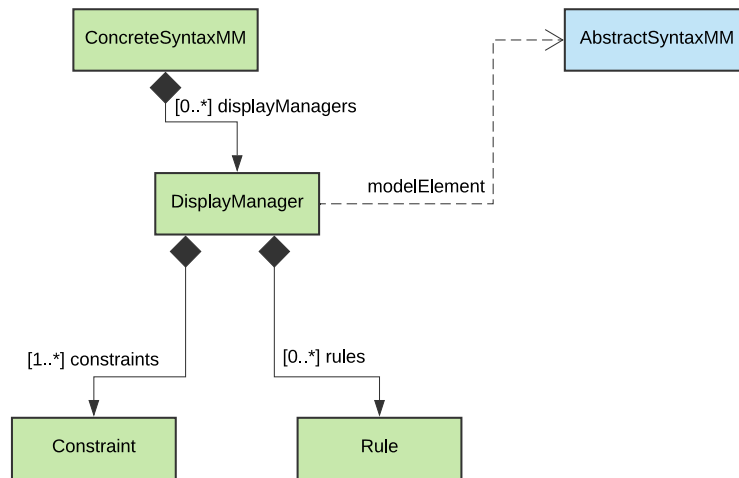 ConcreteSyntaxMM
AbstractSyntaxMM
[0..*] displayManagers
modelElement
DisplayManager
[1..*] constraints
[0..*] rules
Constraint
Rule